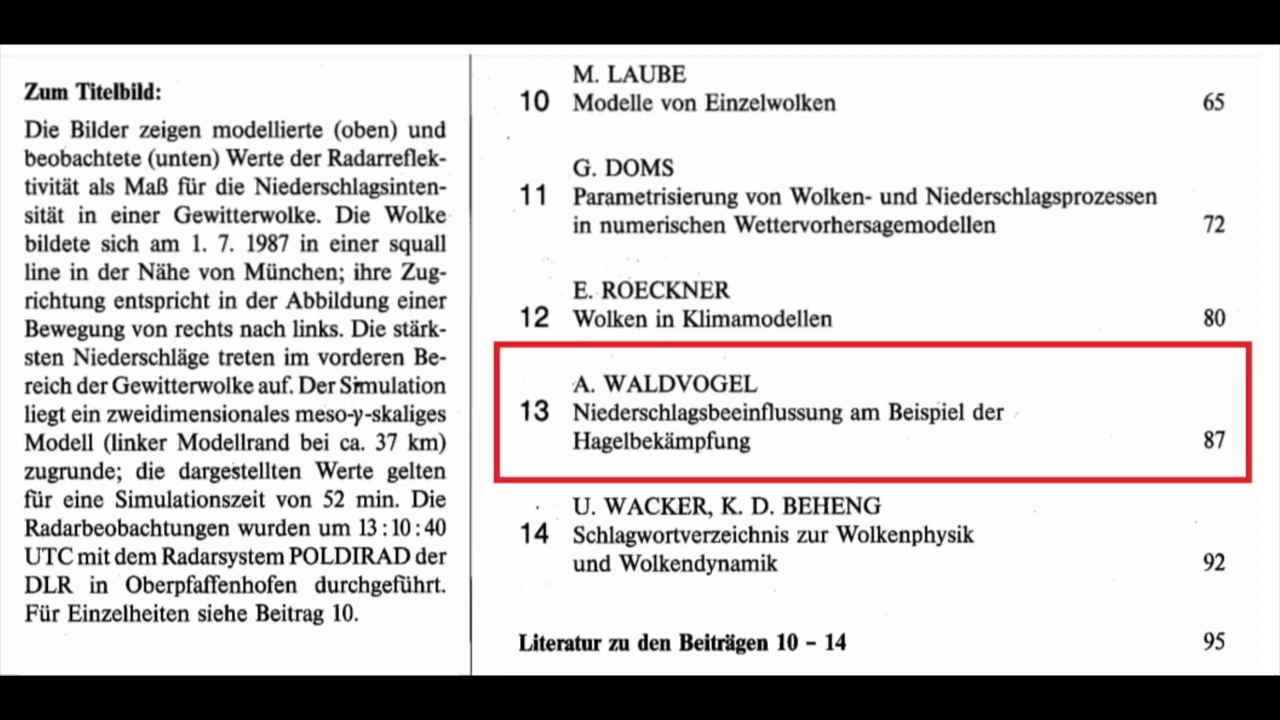 Zum Titelbild:
Die Bilder zeigen modellierte (oben) und
beobachtete (unten) Werte der Radarreflek-
tivität als Maß für die Niederschlagsinten-
sität in einer Gewitterwolke. Die Wolke
bildete sich am 1. 7. 1987 in einer squall
line in der Nähe von München; ihre Zug-
richtung entspricht in der Abbildung einer
Bewegung von rechts nach links. Die stärk-
sten Niederschläge treten im vorderen Be-
reich der Gewitterwolke auf. Der Simulation
liegt ein zweidimensionales meso-γ-skaliges
Modell (linker Modellrand bei ca. 37 km)
zugrunde; die dargestellten Werte gelten
für eine Simulationszeit von 52 min. Die
Radarbeobachtungen wurden um 13:10:40
UTC mit dem Radarsystem POLDIRAD der
DLR in Oberpfaffenhofen durchgeführt.
Für Einzelheiten siehe Beitrag 10.
M. LAUBE
10 Modelle von Einzelwolken 65
G. DOMS
11 Parametrisierung von Wolken- und Niederschlagsprozessen
in numerischen Wettervorhersagemodellen 72
E. ROECKNER
12 Wolken in Klimamodellen 80
A. WALDVOGEL
13 Niederschlagsbeeinflussung am Beispiel der
Hagelbekämpfung 87
U. WACKER, K. D. BEHENG
14 Schlagwortverzeichnis zur Wolkenphysik
und Wolkendynamik 92
Literatur zu den Beiträgen 10 – 14 95